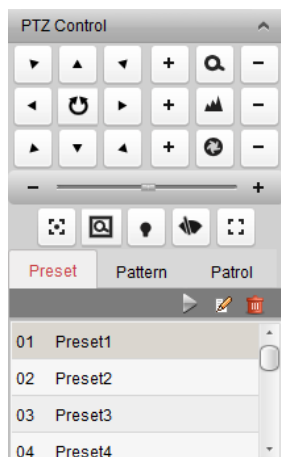 PTZ Control
Preset Pattern Patrol
01 Preset1
02 Preset2
03 Preset3
04 Preset4